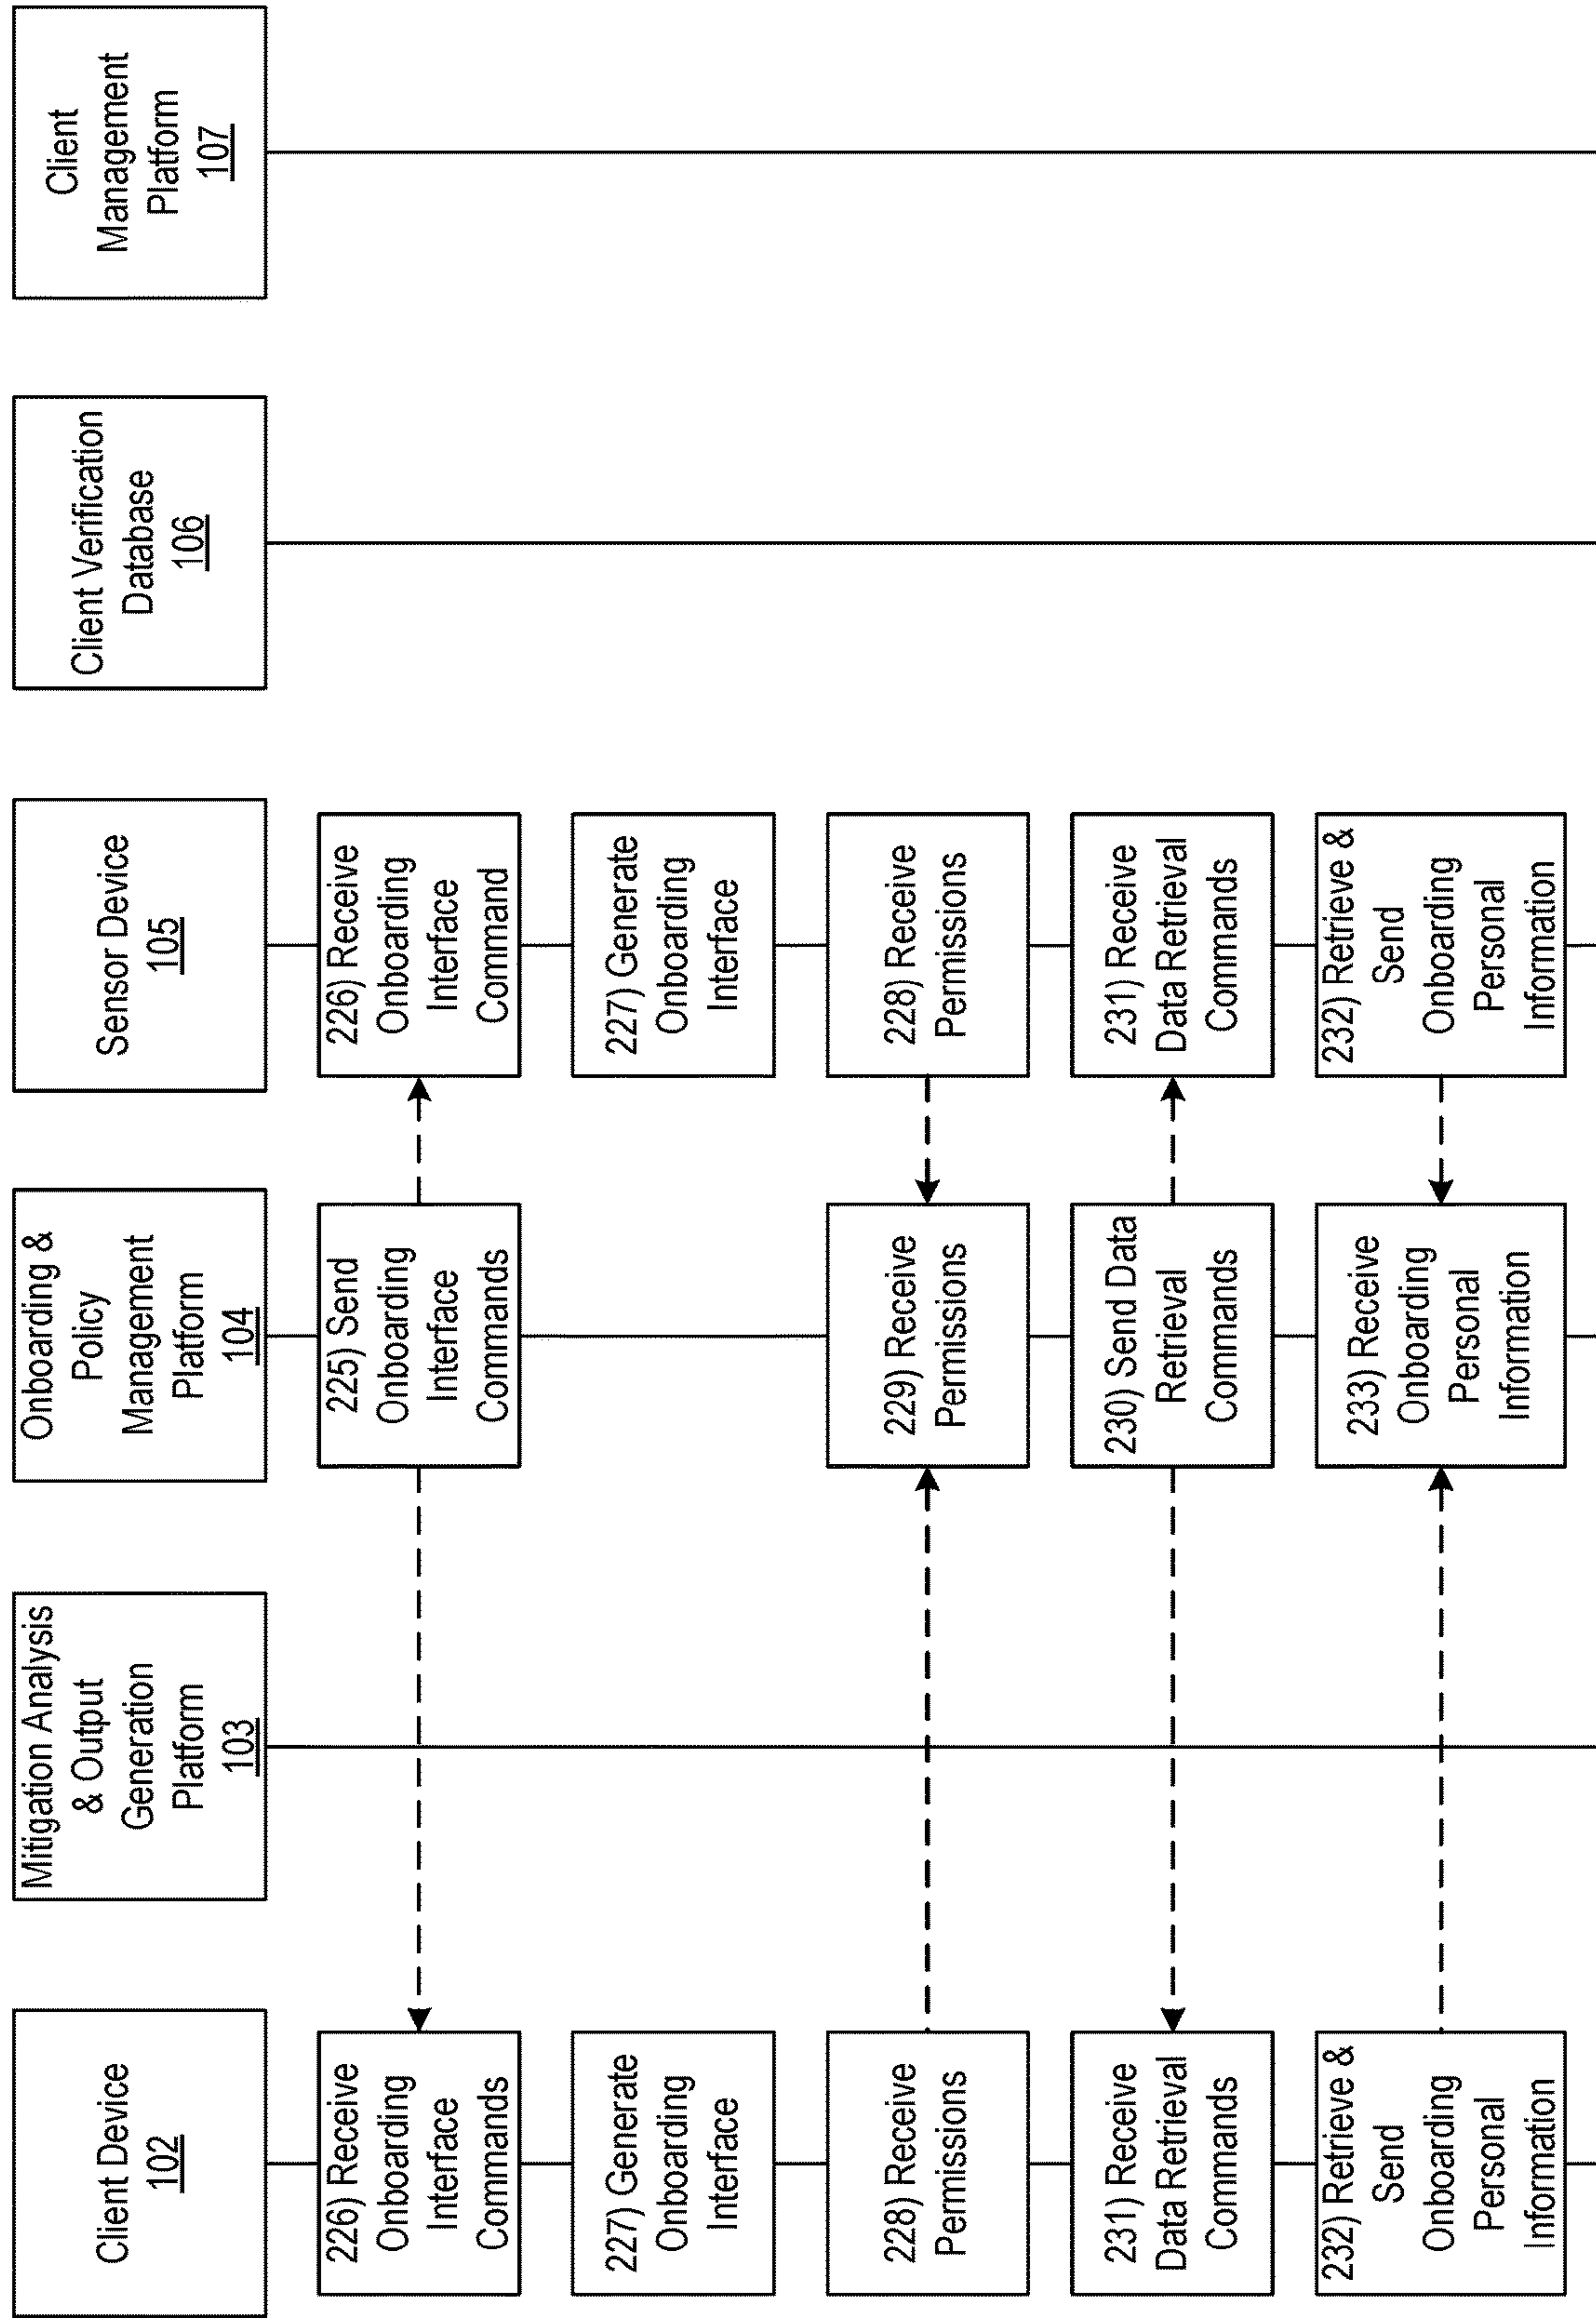 Client Device
102
Mitigation Analysis
& Output
Generation
Platform
103
Onboarding &
Policy
Management
Platform
104
Sensor Device
105
Client Verification
Database
106
Client
Management
Platform
107
226) Receive
Onboarding
Interface
Commands
225) Send
Onboarding
Interface
Commands
226) Receive
Onboarding
Interface
Command
227) Generate
Onboarding
Interface
227) Generate
Onboarding
Interface
228) Receive
Permissions
229) Receive
Permissions
228) Receive
Permissions
231) Receive
Data Retrieval
Commands
230) Send Data
Retrieval
Commands
231) Receive
Data Retrieval
Commands
232) Retrieve &
Send
Onboarding
Personal
Information
233) Receive
Onboarding
Personal
Information
232) Retrieve &
Send
Onboarding
Personal
Information